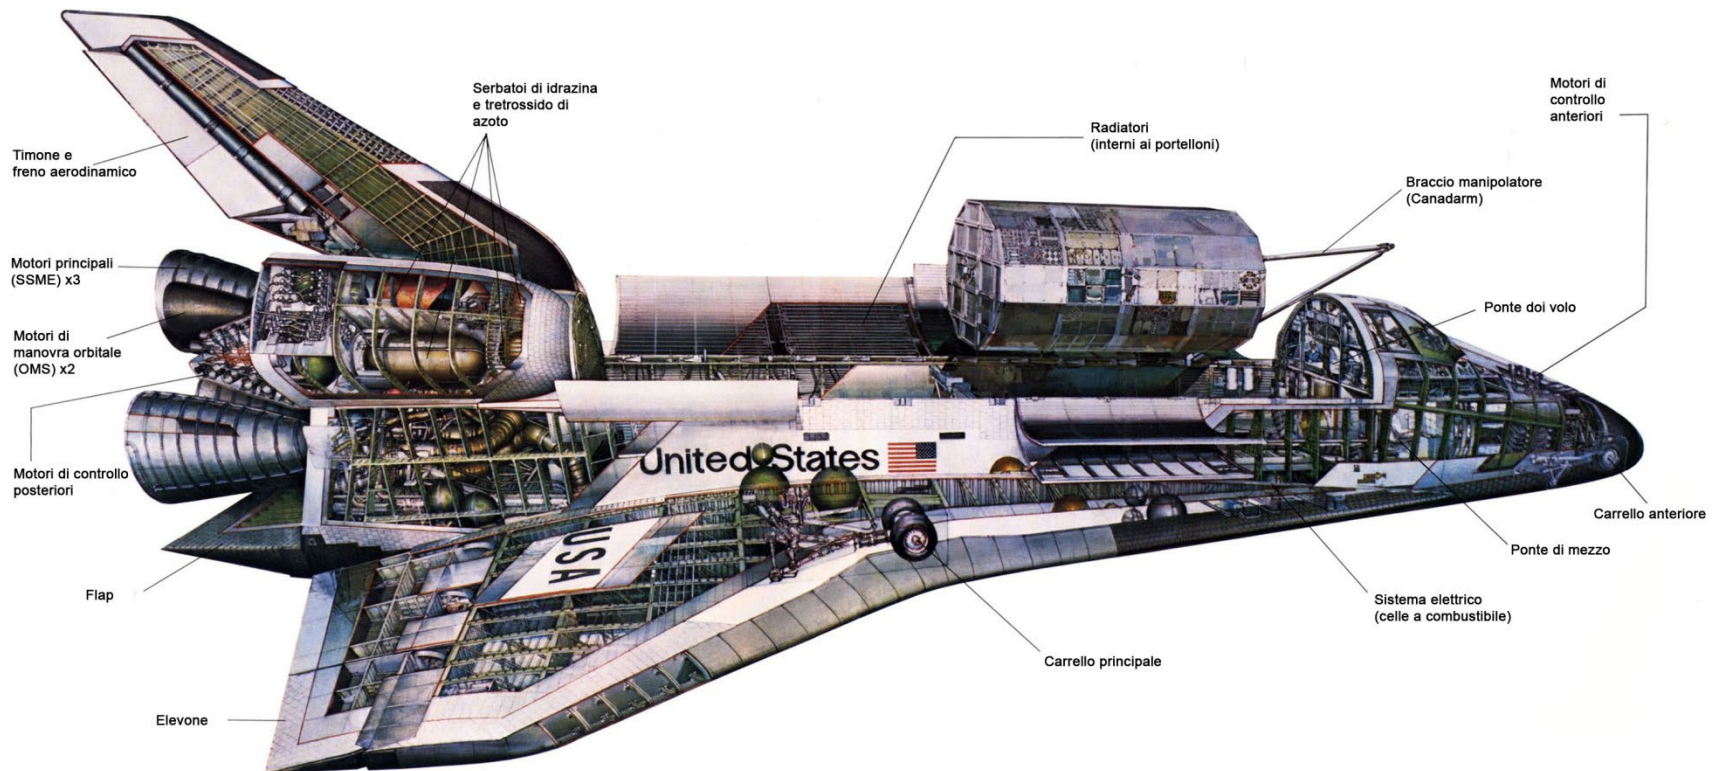 Serbatoi di idrazina
e tretrossido di
azoto
Motori di
controllo
anteriori
Radiatori
(interni ai portelloni)
Timone e
freno aerodinamico
Braccio manipolatore
(Canadarm)
Motori principali
(SSME) x3
Ponte doi volo
Motori di
manovra orbitale
(OMS) x2
United States
Motori di controllo
posteriori
Carrello anteriore
USA
Ponte di mezzo
Flap
Sistema elettrico
(celle a combustibile)
Carrello principale
Elevone